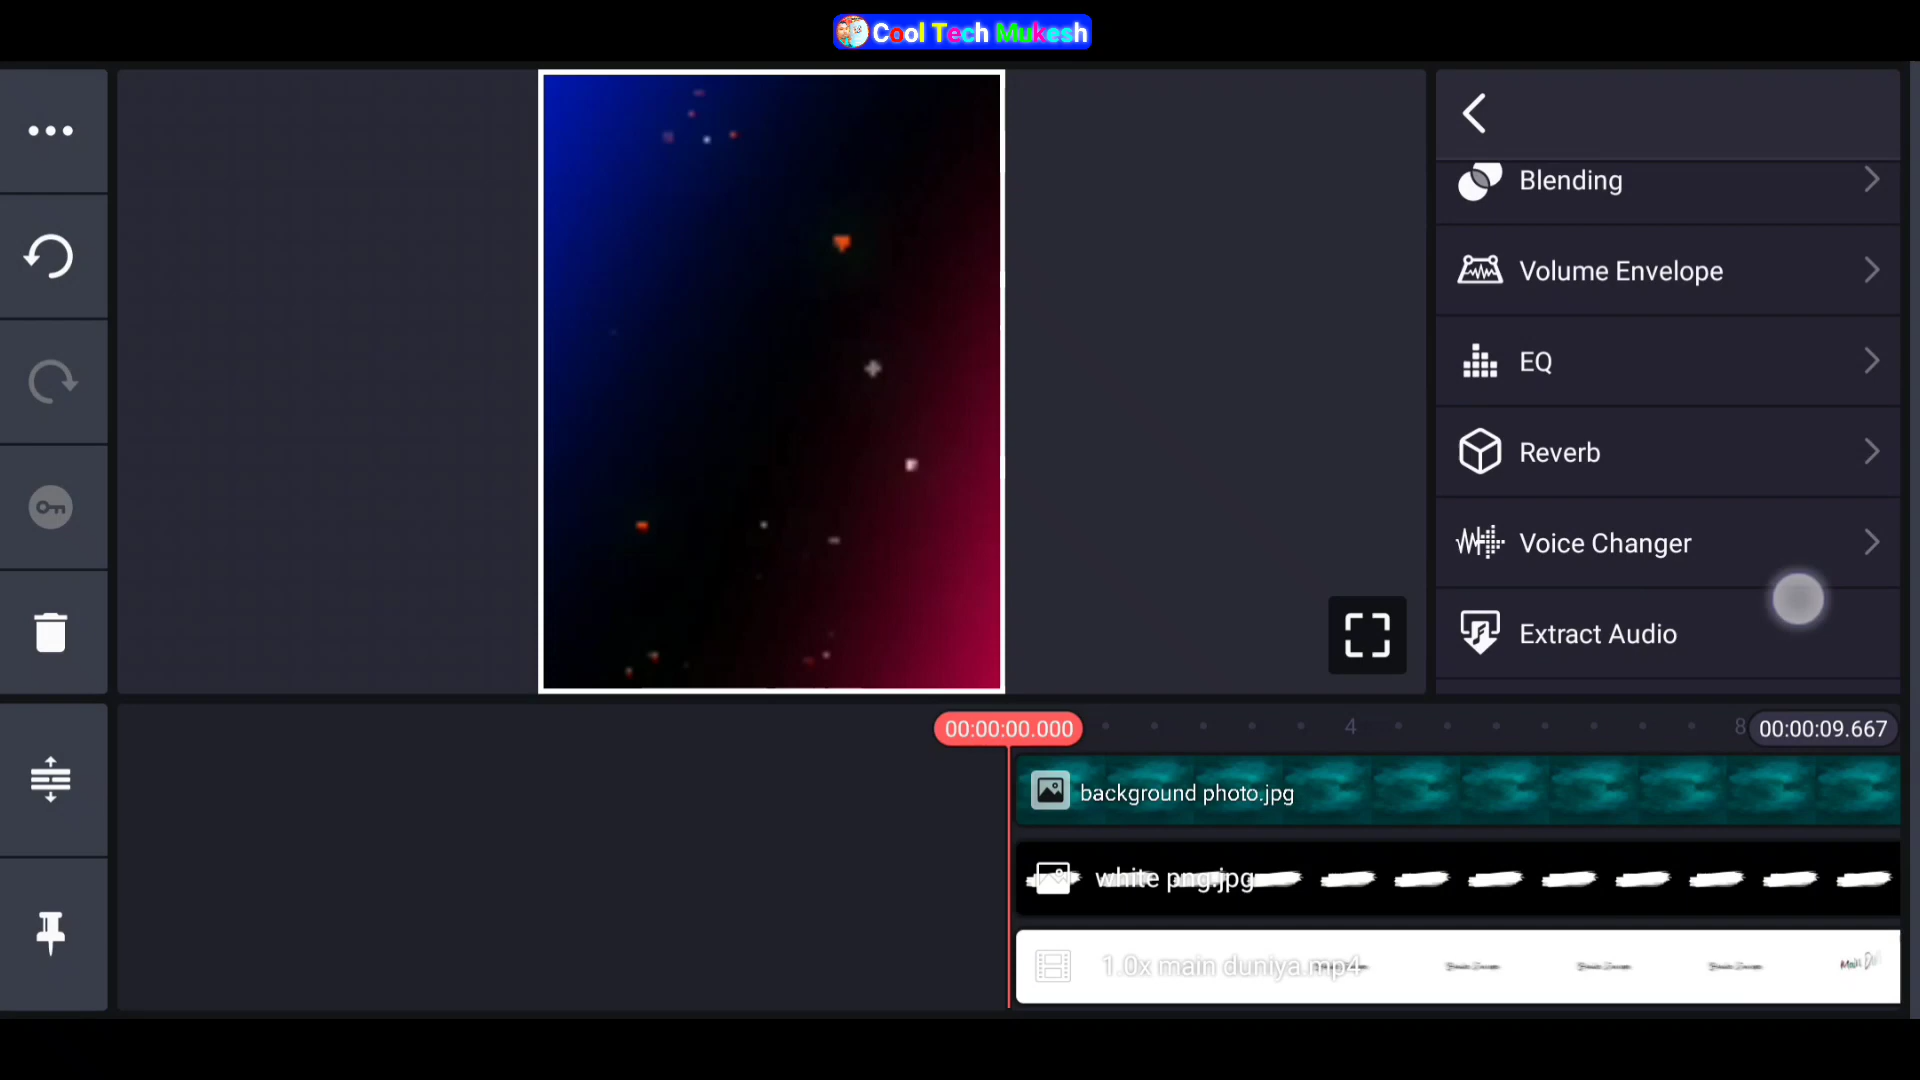 Cool Tech Mukesh
Blending
Volume Envelope
EQ
Reverb
Voice Changer
Extract Audio
00:00:00.000
4
8
00:00:09.667
background photo.jpg
white png.jpg
1.0x main duniya.mp4